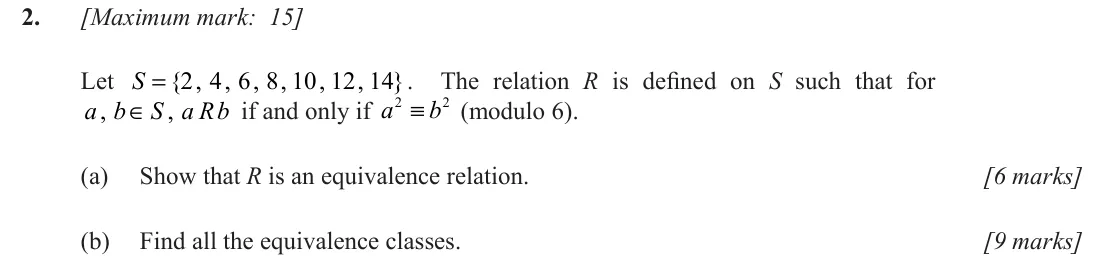 2. [Maximum mark: 15]
Let S = {2, 4, 6, 8, 10, 12, 14}. The relation R is defined on S such that for
a, b ∈ S, a R b if and only if a² ≡ b² (modulo 6).
(a) Show that R is an equivalence relation. [6 marks]
(b) Find all the equivalence classes. [9 marks]